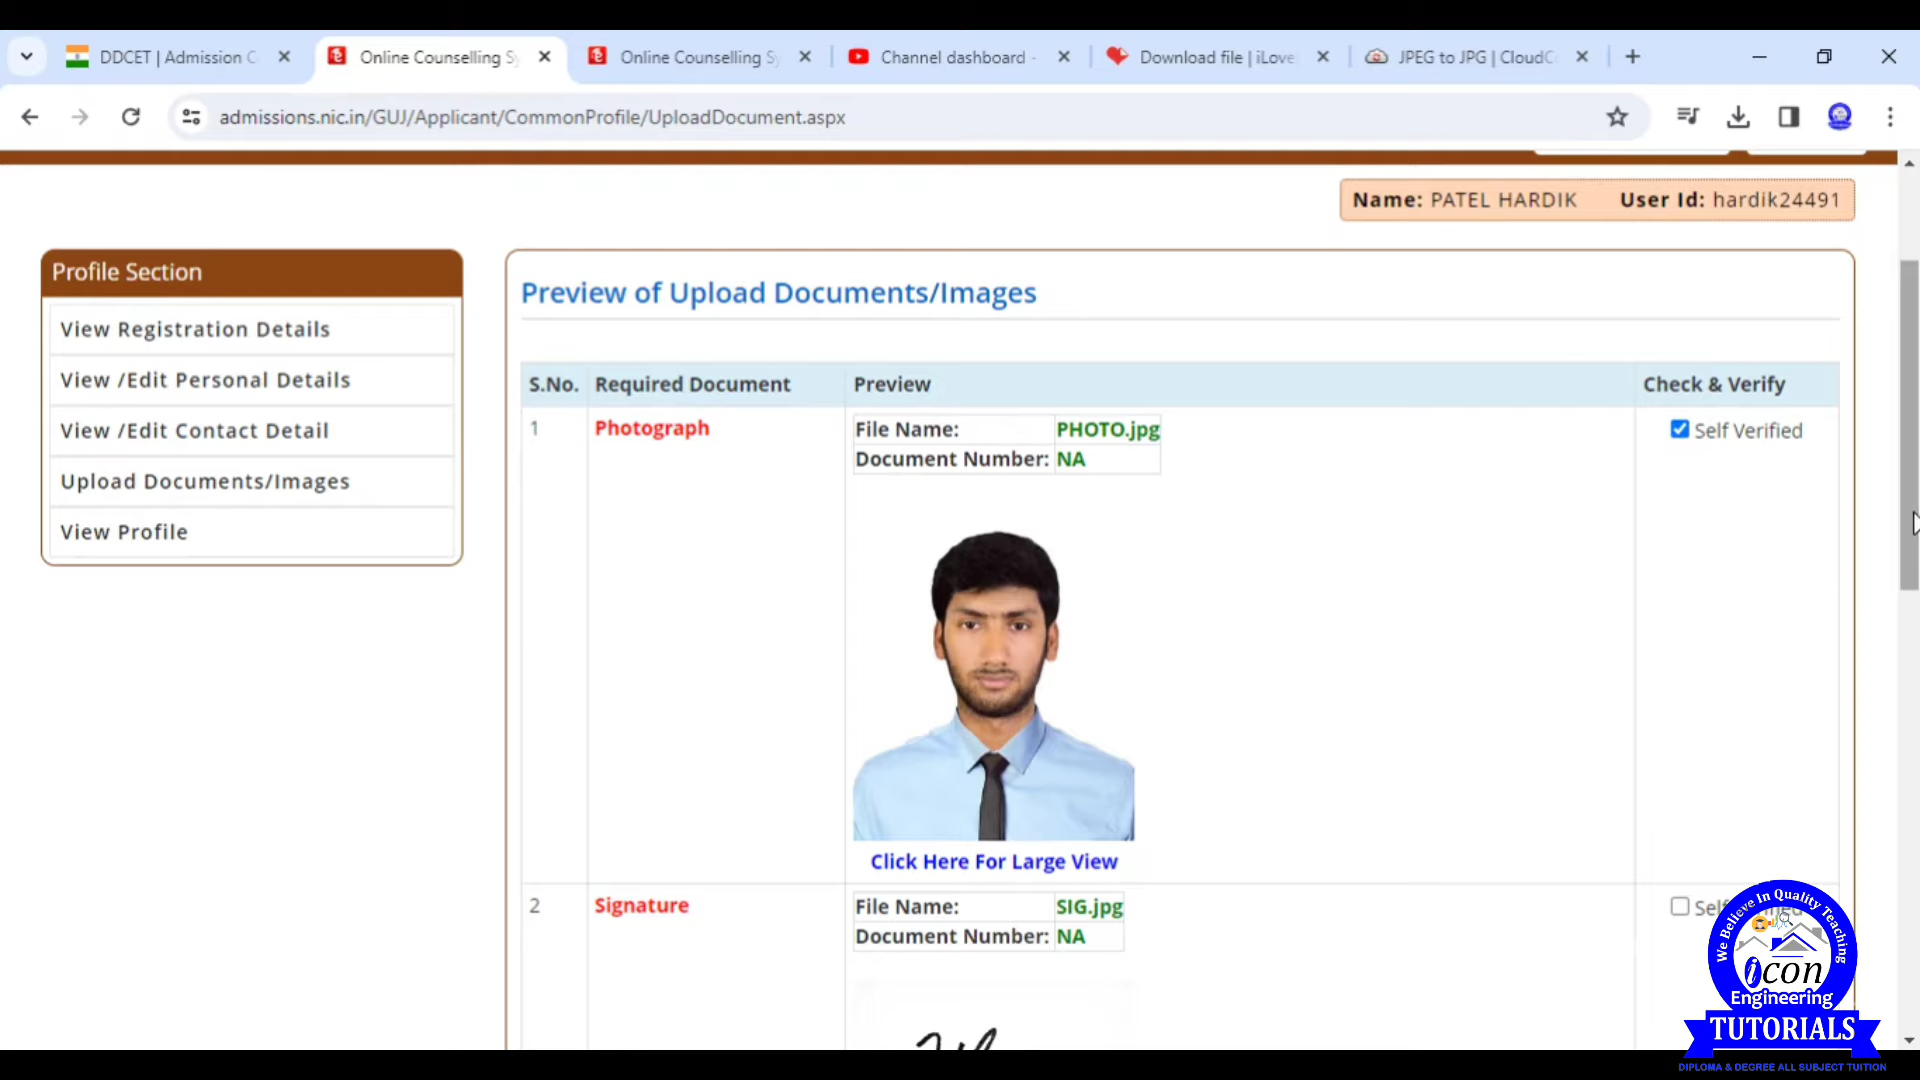 DDCET | Admission C
Online Counselling Sy
Online Counselling Sy
Channel dashboard -
Download file | iLove
JPEG to JPG | CloudC
admissions.nic.in/GUJ/Applicant/CommonProfile/UploadDocument.aspx
Name: PATEL HARDIK User Id: hardik24491
Profile Section
View Registration Details
View /Edit Personal Details
View /Edit Contact Detail
Upload Documents/Images
View Profile
Preview of Upload Documents/Images
S.No. Required Document Preview Check & Verify
1 Photograph File Name: PHOTO.jpg Self Verified
Document Number: NA
Click Here For Large View
2 Signature File Name: SIG.jpg
Document Number: NA
We Believe In Quality Teaching
icon
Engineering
TUTORIALS
DIPLOMA & DEGREE ALL SUBJECT TUITION